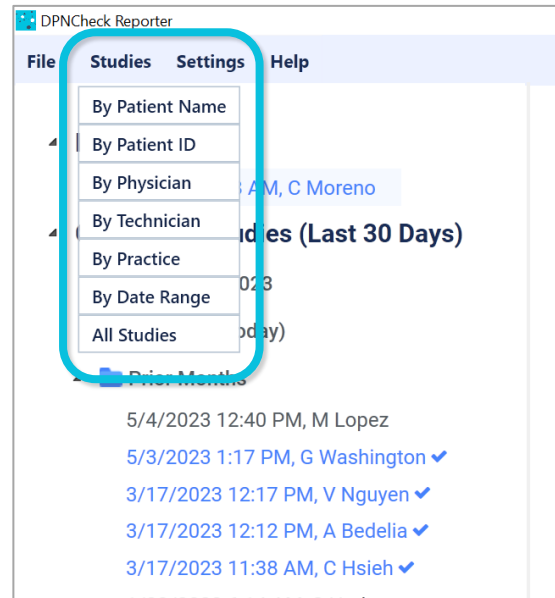 DPNCheck Reporter
File Studies Settings Help
By Patient Name
By Patient ID
By Physician
AM, C Moreno
By Technician
dies (Last 30 Days)
By Practice
023
By Date Range
All Studies
day)
Prior Months
5/4/2023 12:40 PM, M Lopez
5/3/2023 1:17 PM, G Washington ✔
3/17/2023 12:17 PM, V Nguyen ✔
3/17/2023 12:12 PM, A Bedelia ✔
3/17/2023 11:38 AM, C Hsieh ✔